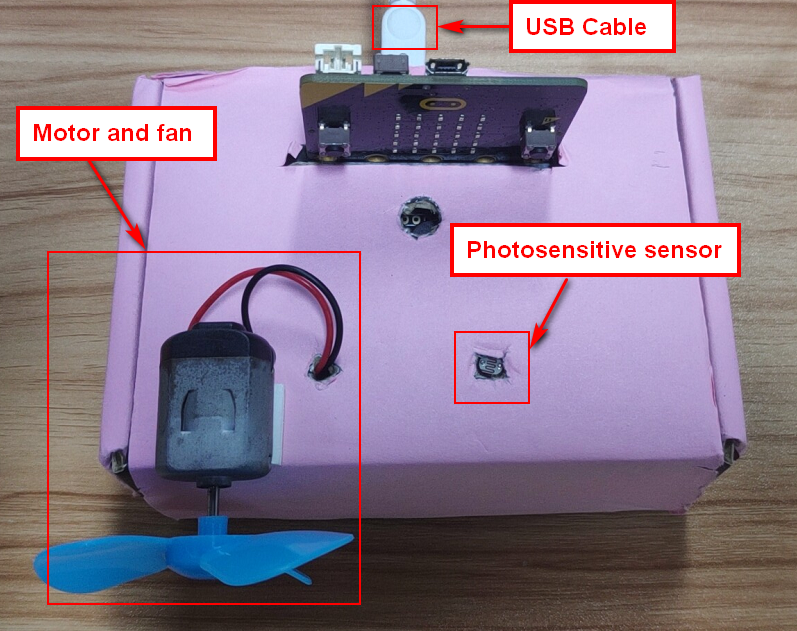 USB Cable
Motor and fan
Photosensitive sensor